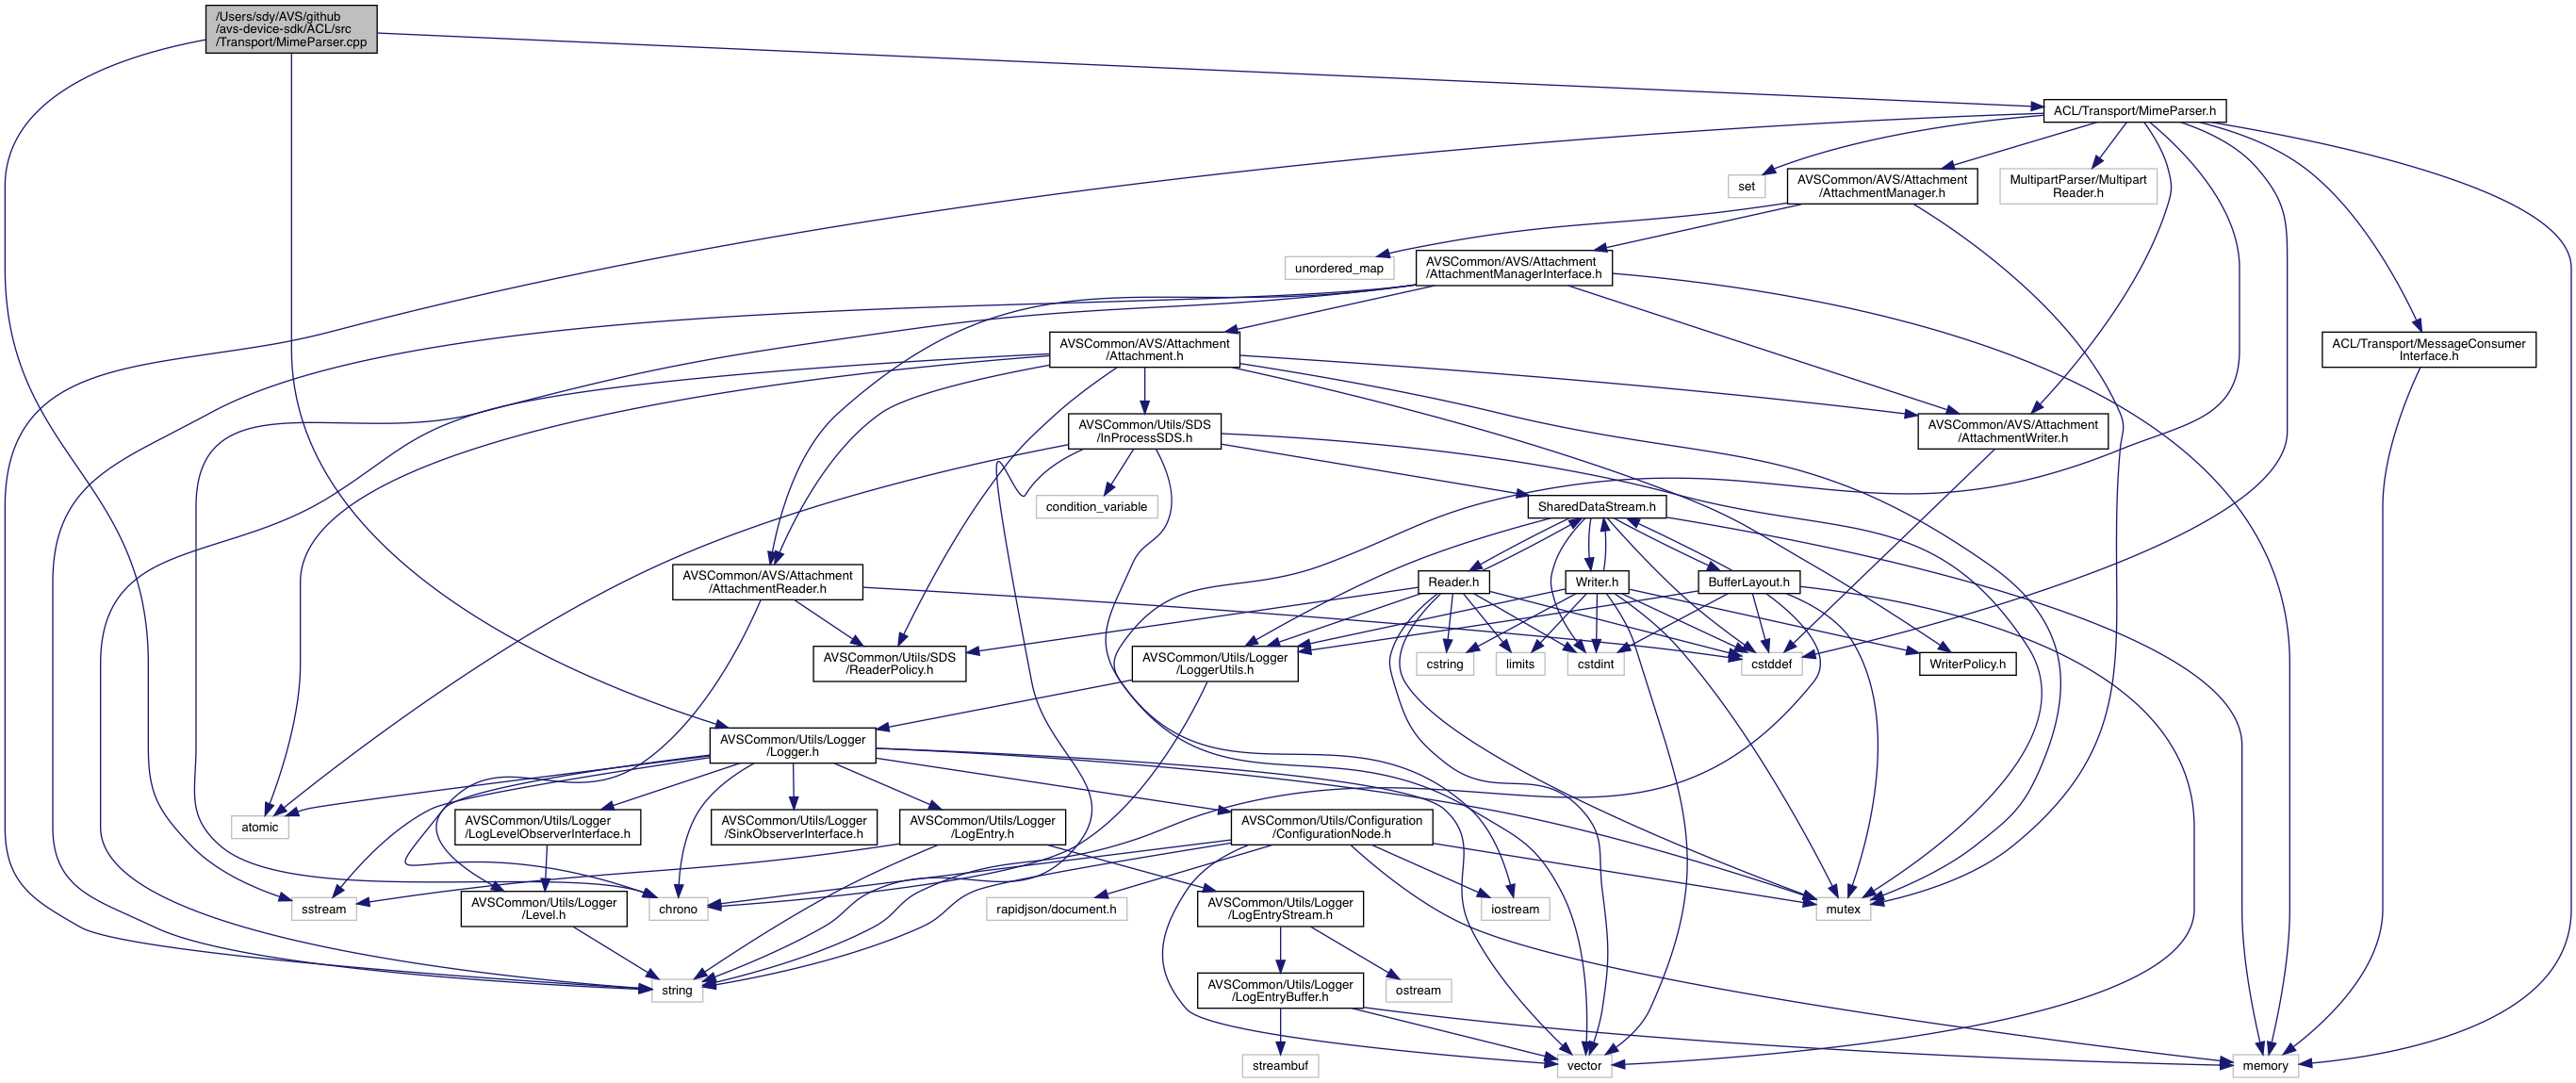 /Users/sdy/AVS/github
/avs-device-sdk/ACL/src
/Transport/MimeParser.cpp
ACL/Transport/MimeParser.h
set
AVSCommon/AVS/Attachment
/AttachmentManager.h
MultipartParser/Multipart
Reader.h
unordered_map
AVSCommon/AVS/Attachment
/AttachmentManagerInterface.h
AVSCommon/AVS/Attachment
/Attachment.h
ACL/Transport/MessageConsumer
Interface.h
AVSCommon/Utils/SDS
/InProcessSDS.h
AVSCommon/AVS/Attachment
/AttachmentWriter.h
condition_variable
SharedDataStream.h
AVSCommon/AVS/Attachment
/AttachmentReader.h
Reader.h
Writer.h
BufferLayout.h
AVSCommon/Utils/SDS
/ReaderPolicy.h
AVSCommon/Utils/Logger
/LoggerUtils.h
cstring
limits
cstdint
cstddef
WriterPolicy.h
AVSCommon/Utils/Logger
/Logger.h
atomic
AVSCommon/Utils/Logger
/LogLevelObserverInterface.h
AVSCommon/Utils/Logger
/SinkObserverInterface.h
AVSCommon/Utils/Logger
/LogEntry.h
AVSCommon/Utils/Configuration
/ConfigurationNode.h
sstream
AVSCommon/Utils/Logger
/Level.h
chrono
rapidjson/document.h
AVSCommon/Utils/Logger
/LogEntryStream.h
iostream
mutex
string
AVSCommon/Utils/Logger
/LogEntryBuffer.h
ostream
streambuf
vector
memory